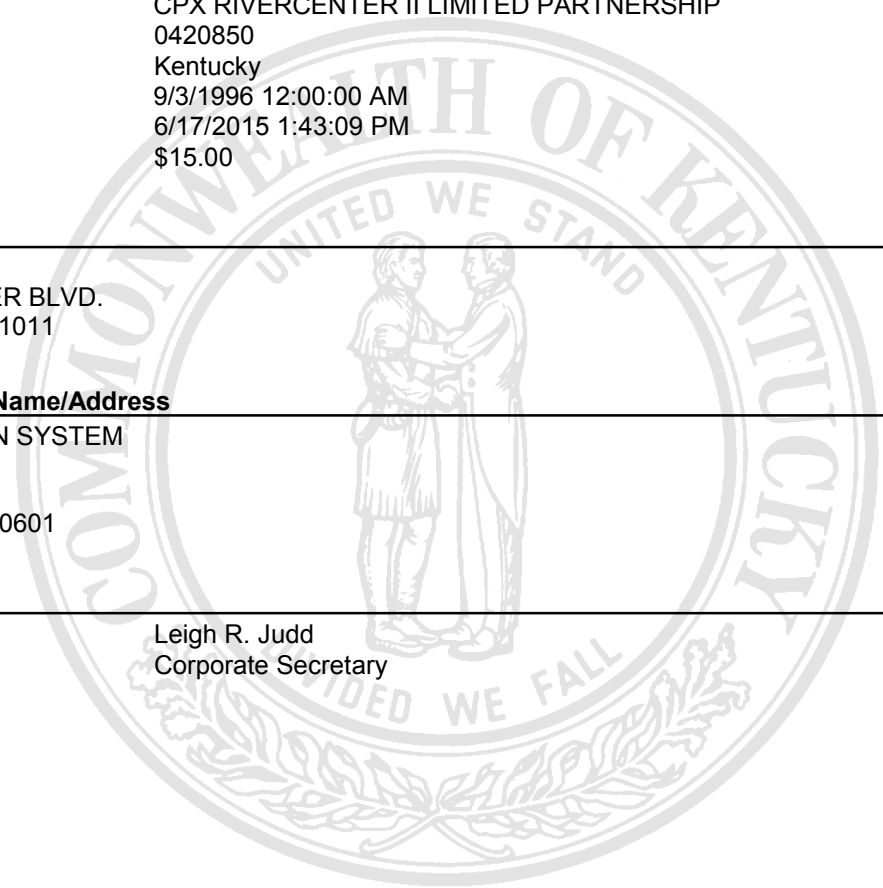 CPX RIVERCENTER II LIMITED PARTNERSHIP
0420850
Kentucky
9/3/1996 12:00:00 AM
6/17/2015 1:43:09 PM
$15.00
ER BLVD.
1011
Name/Address
N SYSTEM
0601
Leigh R. Judd
Corporate Secretary
COMMONWEALTH OF KENTUCKY
UNITED WE STAND
DIVIDED WE FALL